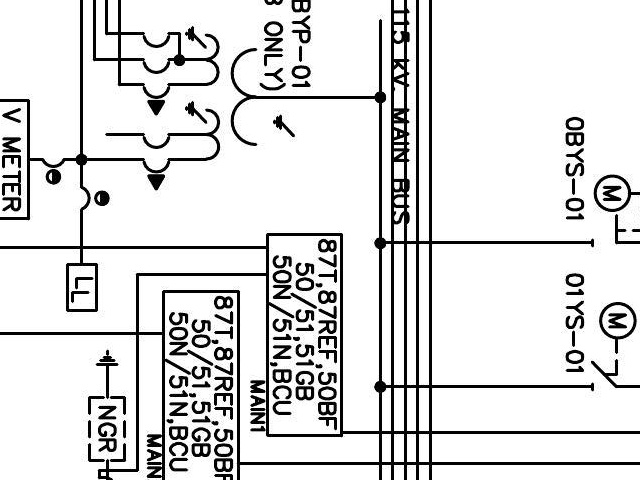 BYP-01
ONLY)
115 kV. MAIN BUS
0BYS-01
M
01YS-01
M
V METER
LL
87T,87REF,50BF
50/51,51GB
50N/51N,BCU
MAIN1
87T,87REF,50BF
50/51,51GB
50N/51N,BCU
MAIN
NGR